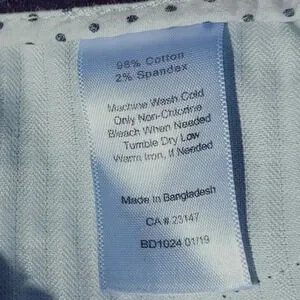 98% Cotton
2% Spandex
Machine Wash Cold
Only Non-Chlorine
Bleach When Needed
Tumble Dry Low
Warm Iron, If Needed
Made in Bangladesh
CA # 23147
BD1024 01/19